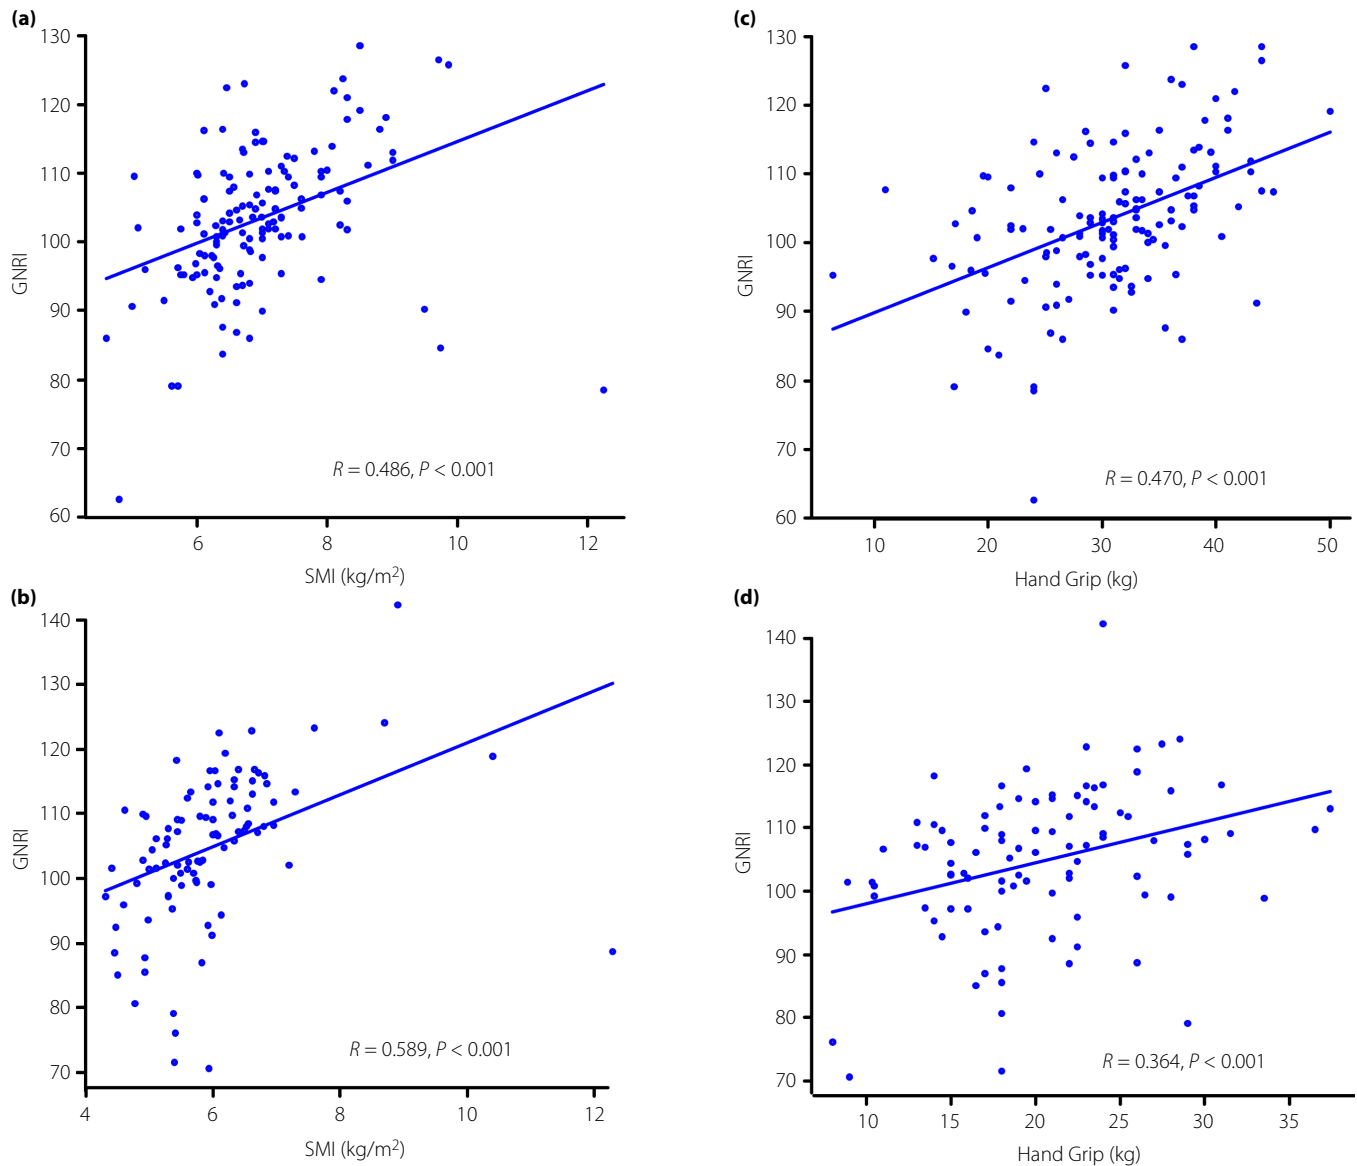 (a)
130
120
110
100
90
80
70
60
GNRI
R = 0.486, P < 0.001
6 8 10 12
SMI (kg/m²)
(b)
140
130
120
110
100
90
80
70
GNRI
R = 0.589, P < 0.001
4 6 8 10 12
SMI (kg/m²)
(c)
130
120
110
100
90
80
70
60
GNRI
R = 0.470, P < 0.001
10 20 30 40 50
Hand Grip (kg)
(d)
140
130
120
110
100
90
80
70
GNRI
R = 0.364, P < 0.001
10 15 20 25 30 35
Hand Grip (kg)